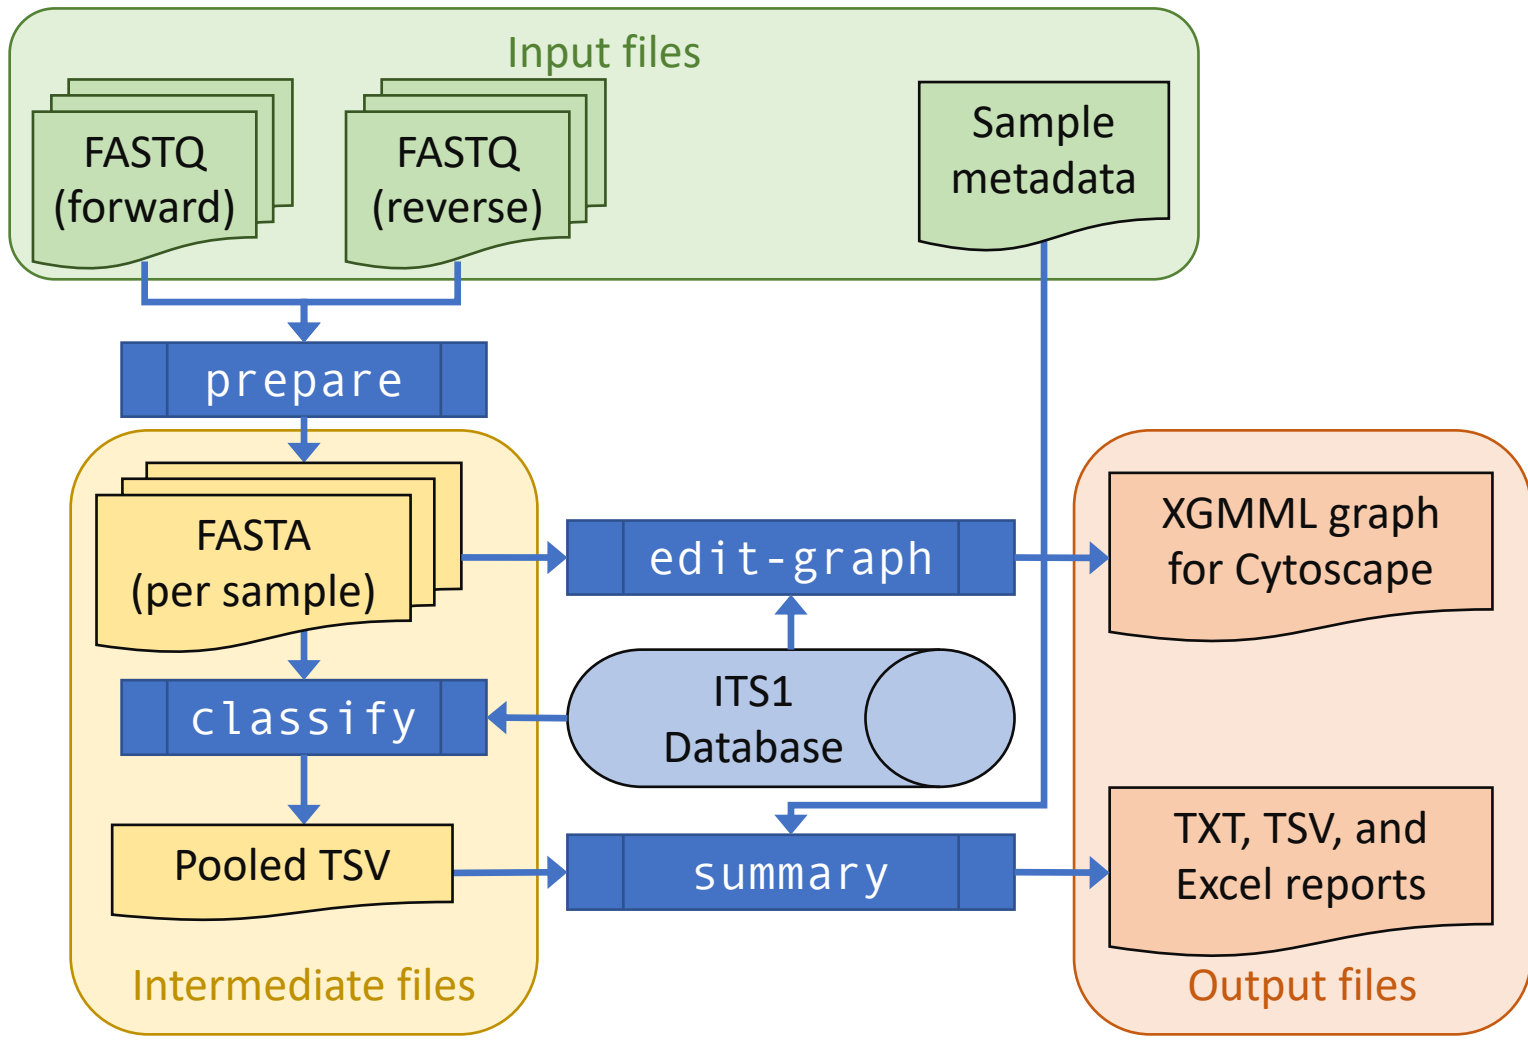 Input files
FASTQ
(forward)
FASTQ
(reverse)
Sample
metadata
prepare
FASTA
(per sample)
edit-graph
XGMML graph
for Cytoscape
classify
ITS1
Database
Pooled TSV
summary
TXT, TSV, and
Excel reports
Intermediate files
Output files